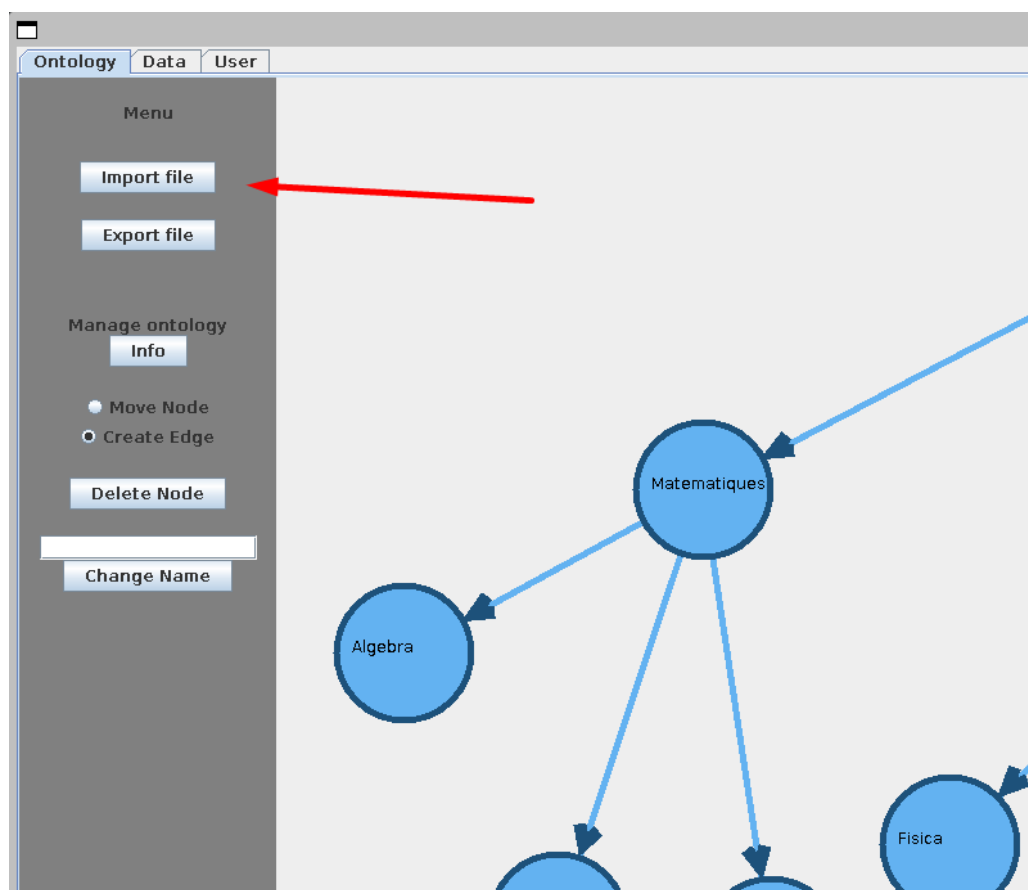 Ontology Data User
Menu
Import file
Export file
Manage ontology
Info
Move Node
Create Edge
Delete Node
Change Name
Matematiques
Algebra
Fisica